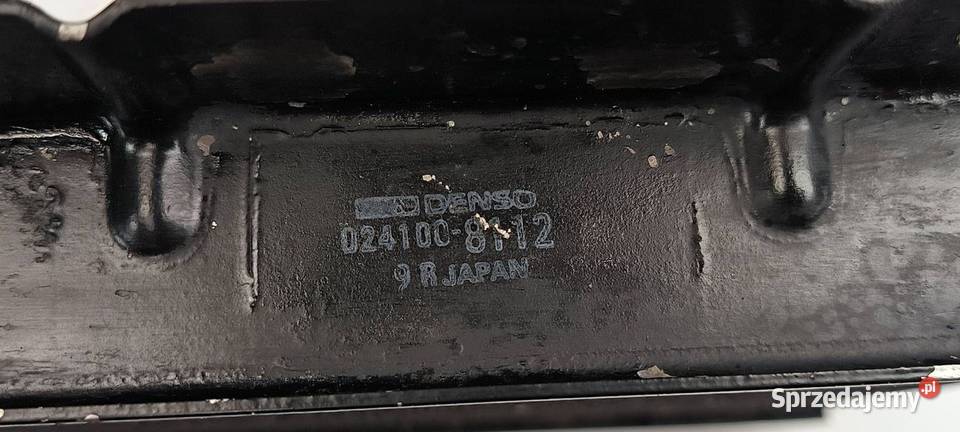 DENSO
024100-8112
9 R JAPAN
Sprzedajemy.pl